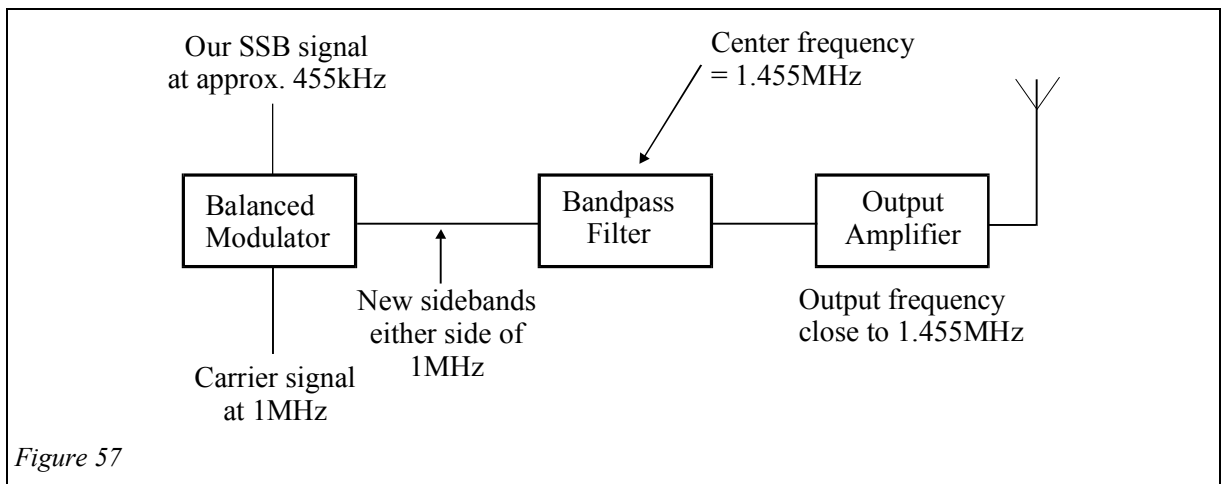 Our SSB signal
at approx. 455kHz
Center frequency
= 1.455MHz
Balanced
Modulator
Bandpass
Filter
Output
Amplifier
New sidebands
either side of
1MHz
Output frequency
close to 1.455MHz
Carrier signal
at 1MHz
Figure 57